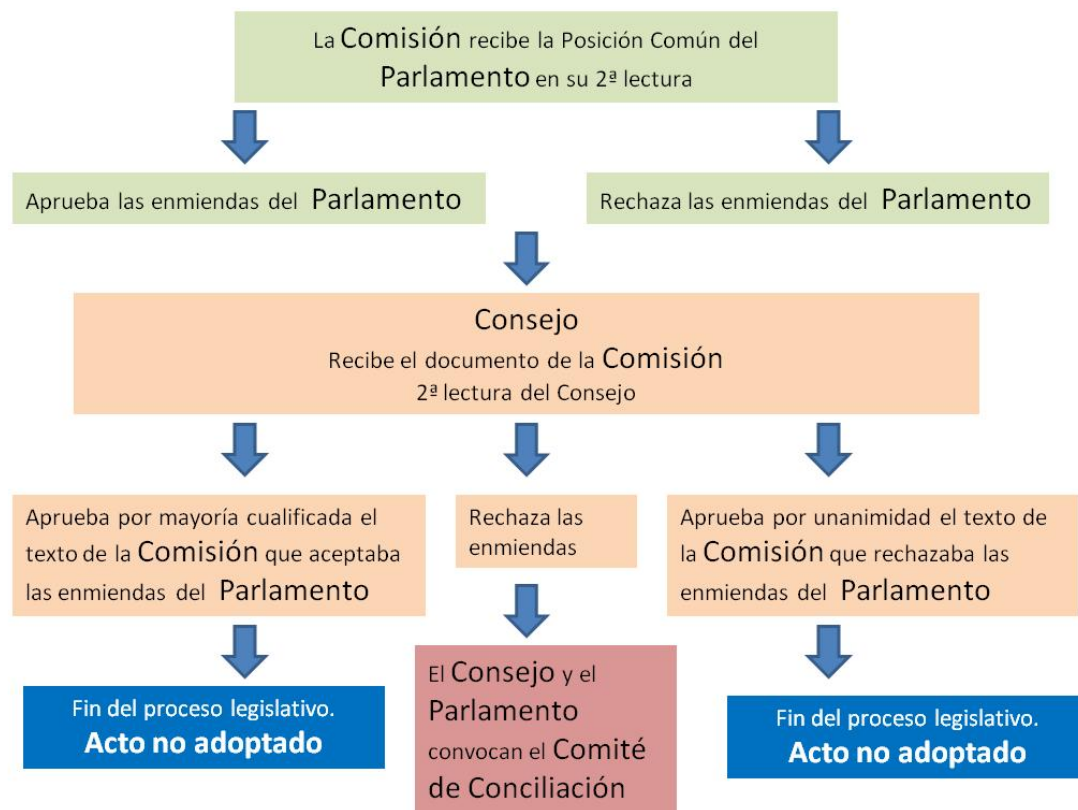 La Comisión recibe la Posición Común del
Parlamento en su 2ª lectura
Aprueba las enmiendas del Parlamento
Rechaza las enmiendas del Parlamento
Consejo
Recibe el documento de la Comisión
2ª lectura del Consejo
Aprueba por mayoría cualificada el
texto de la Comisión que aceptaba
las enmiendas del Parlamento
Rechaza las
enmiendas
Aprueba por unanimidad el texto de
la Comisión que rechazaba las
enmiendas del Parlamento
Fin del proceso legislativo.
Acto no adoptado
El Consejo y el
Parlamento
convocan el Comité
de Conciliación
Fin del proceso legislativo.
Acto no adoptado